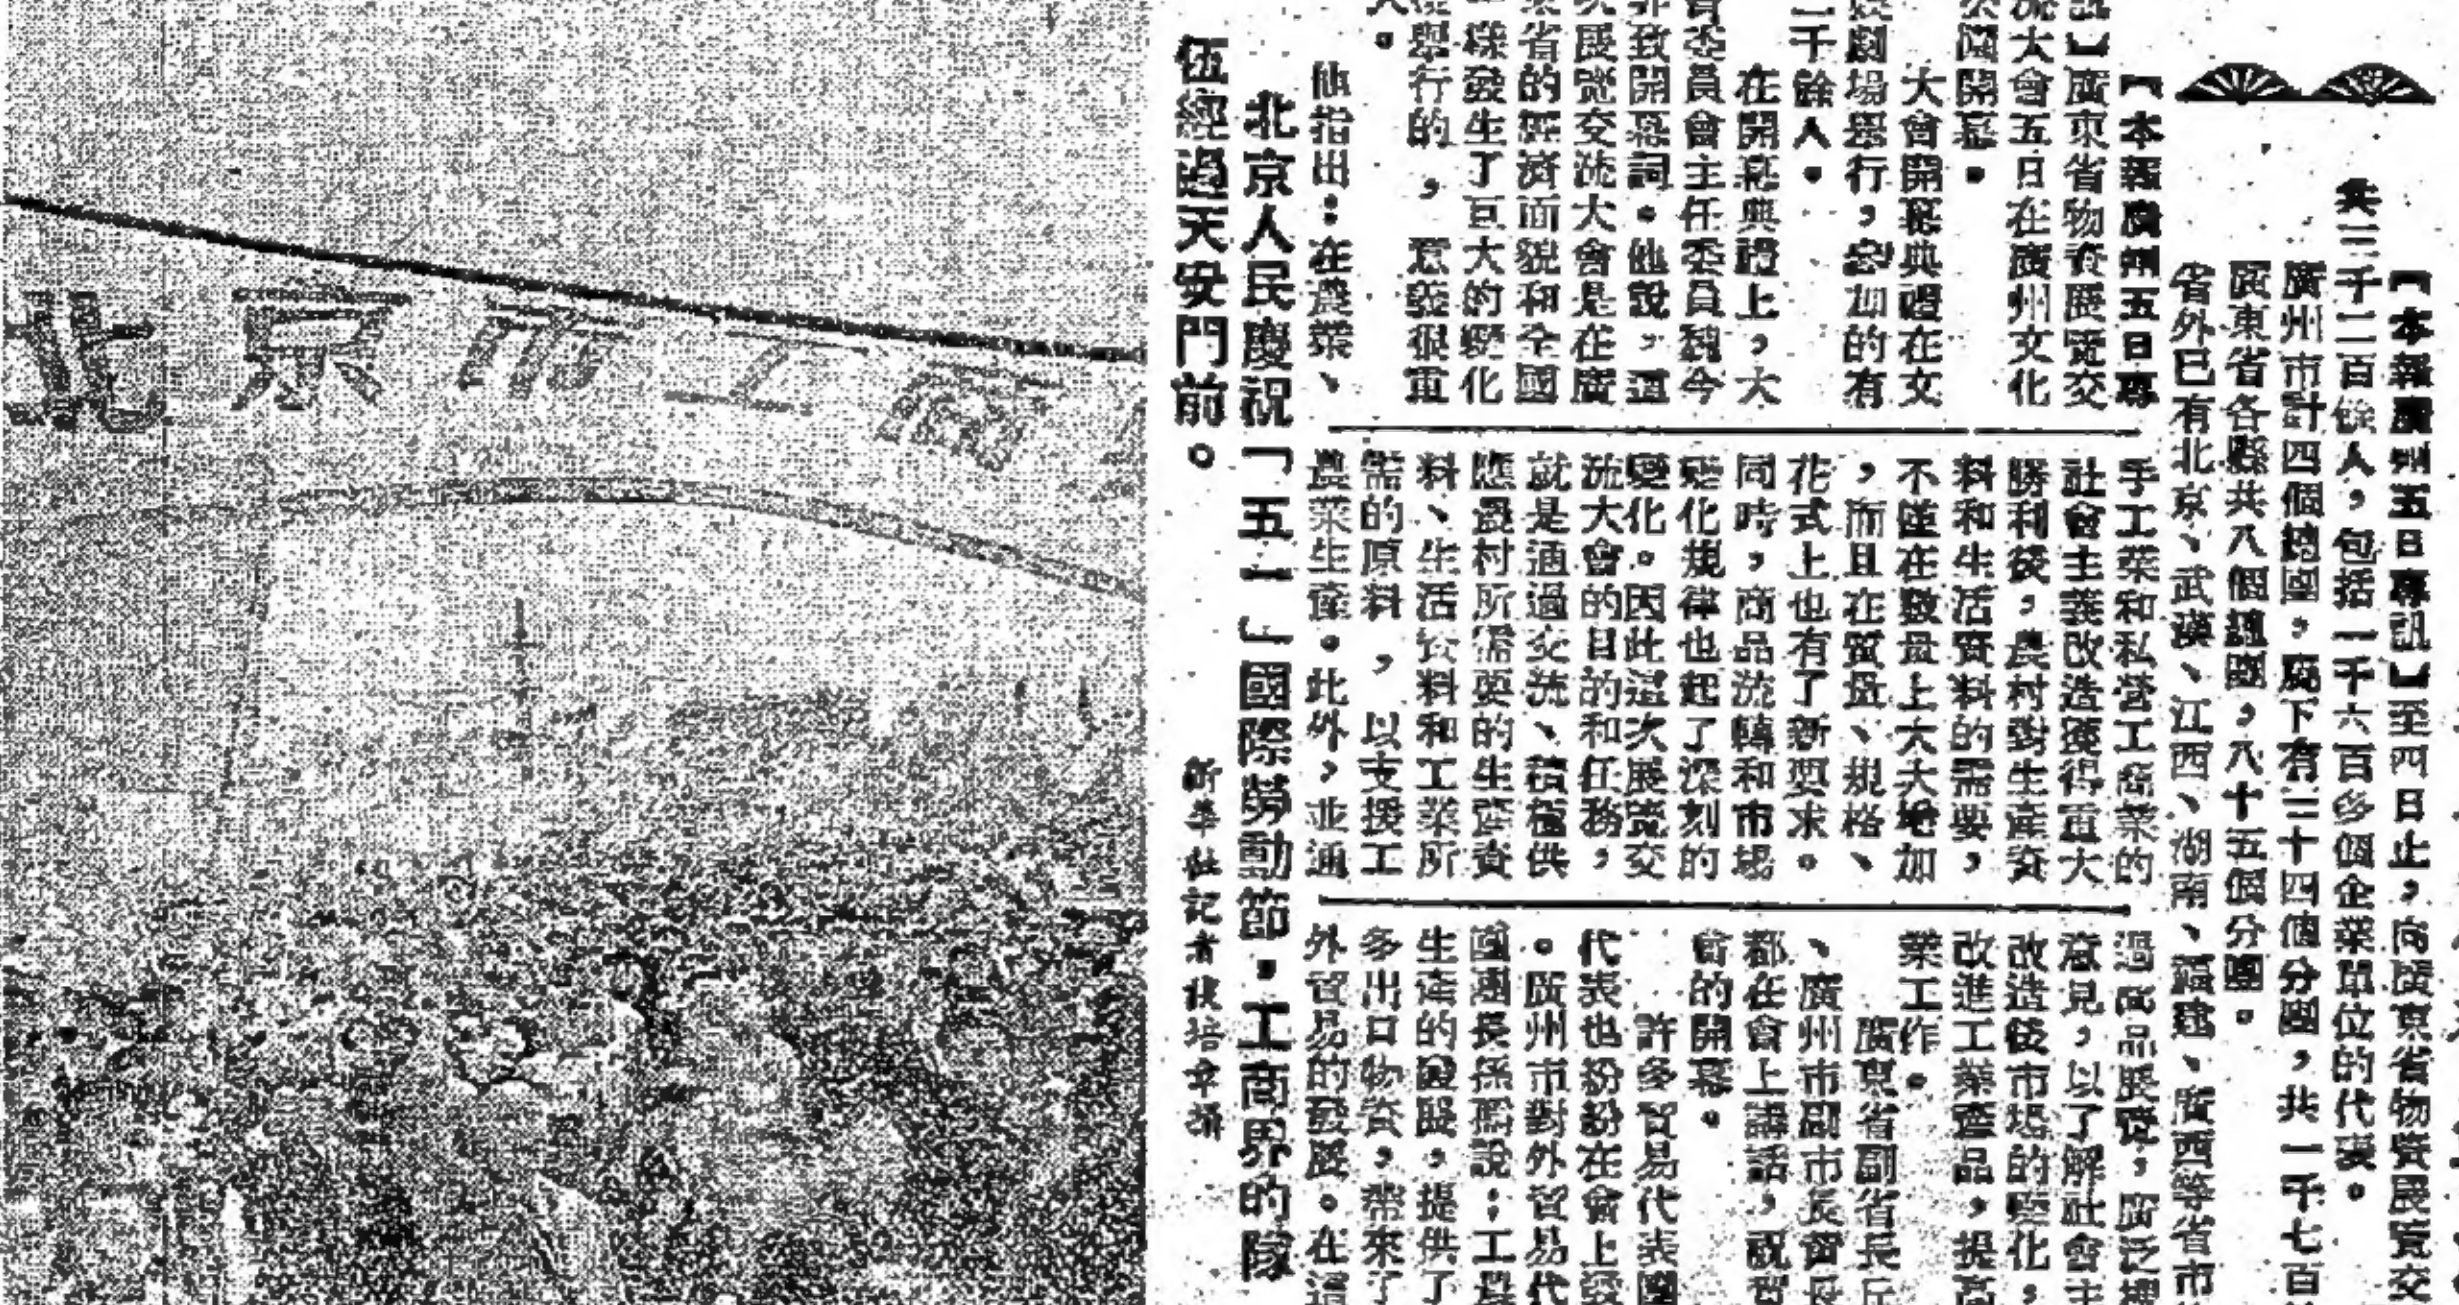 【本報廣州五日專訊】至四日止,向廣東省物資展覽交
共三千二百餘人,包括一千六百多個企業單位的代表。
廣州市計四個總團,底下有三十四個分團,共一千七百
廣東省各縣共八個總團,八十五個分團。
省外已有北京、武漢、江西、湖南、福建、廣西等省市
【本報廣州五日專
訊】廣東省物資展覽交
流大會五日在廣州文化
公園開幕。
大會開幕典禮在文
劇場舉行,參加的有
二千餘人。
在開幕典禮上,大
會委員會主任委員魏今
非致開幕詞。他說,這
次展覽交流大會是在廣
東省的經濟面貌和全國
一樣發生了巨大的變化
後舉行的,意義很重
大。
他指出:在農業、
手工業和私營工商業的
社會主義改造獲得重大
勝利後,農村對生產資
料和生活資料的需要,
不僅在數量上大大地加
,而且在質量、規格、
花式上也有了新要求。
同時,商品流轉和市場
變化規律也起了深刻的
變化。因此這次展覽交
流大會的目的和任務,
就是通過交流、積極供
應農村所需要的生產資
料、生活資料和工業所
需的原料,以支援工
農業生產。此外,並通
過商品展覽,廣泛
意見,以了解社會主
改造後市場的變化,
改進工業產品,提高
業工作。
廣東省副省長丘
、廣州市副市長曾
都在會上講話,祝賀
會的開幕。
許多貿易代表團
代表也紛紛在會上發
。廣州市對外貿易代
團團長孫 說:工農
生產的發展,提供了
多出口物資,帶來了
外貿易的發展。在這
北京人民慶祝「五一」國際勞動節,工商界的隊
伍經過天安門前。
新華社記者 培 攝
北京市工商